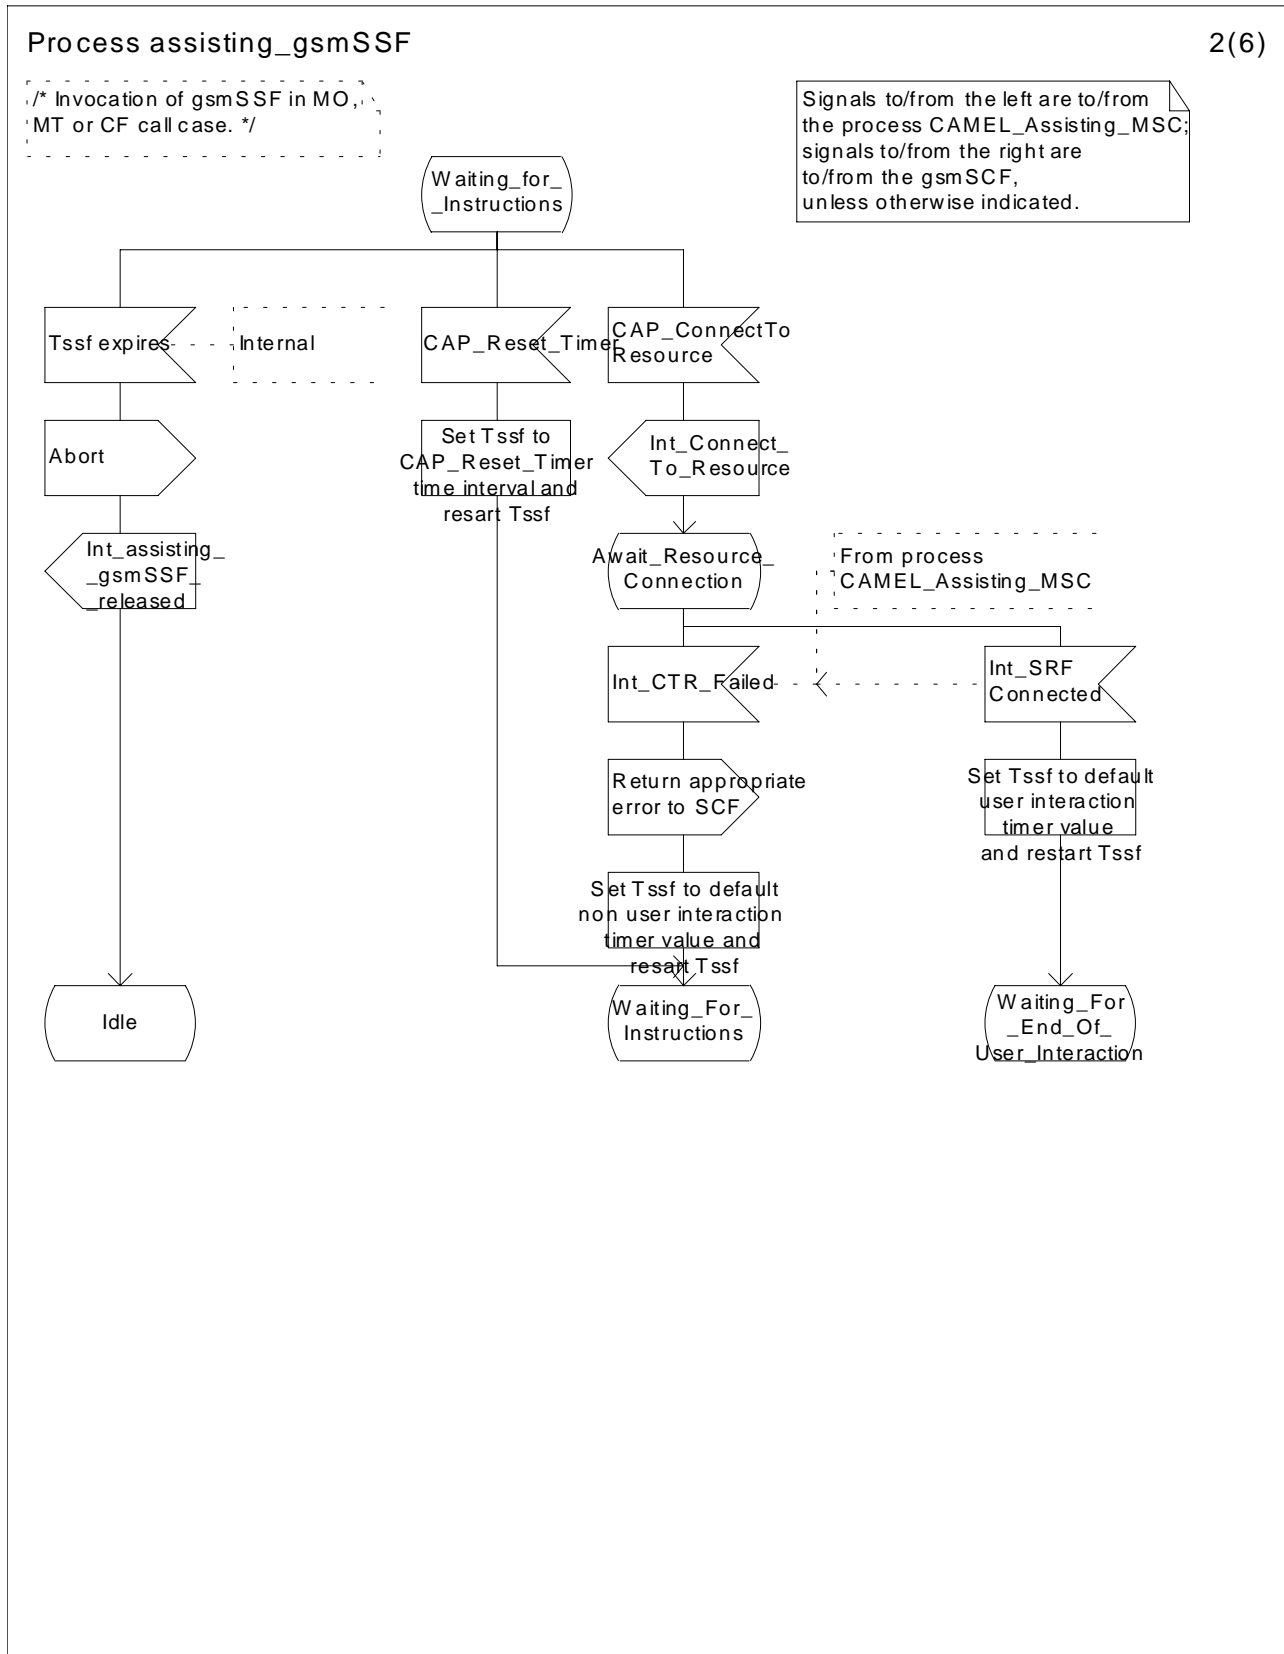 Process assisting_gsmSSF
2(6)
/* Invocation of gsmSSF in MO,
MT or CF call case. */
Signals to/from the left are to/from
the process CAMEL_Assisting_MSC;
signals to/from the right are
to/from the gsmSCF,
unless otherwise indicated.
Waiting_for_
_Instructions
Tssf expires
Internal
CAP_Reset_Timer
CAP_ConnectTo
Resource
Abort
Set Tssf to
CAP_Reset_Timer
time interval and
resart Tssf
Int_Connect_
To_Resource
Int_assisting_
_gsmSSF_
_released
Await_Resource_
Connection
From process
CAMEL_Assisting_MSC
Int_CTR_Failed
Int_SRF
Connected
Return appropriate
error to SCF
Set Tssf to default
user interaction
timer value
and restart Tssf
Set Tssf to default
non user interaction
timer value and
resart Tssf
Idle
Waiting_For_
Instructions
Waiting_For
_End_Of_
User_Interaction